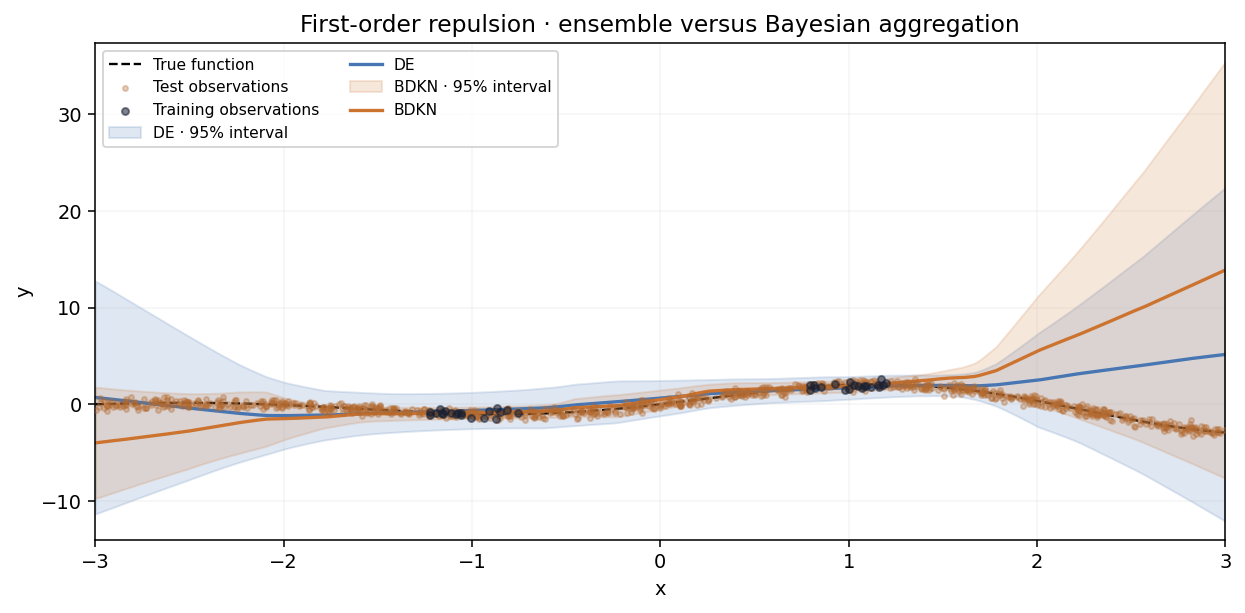 First-order repulsion · ensemble versus Bayesian aggregation
True function
Test observations
Training observations
DE · 95% interval
DE
BDKN · 95% interval
BDKN
y
30
20
10
0
−10
−3
−2
−1
0
1
2
3
x